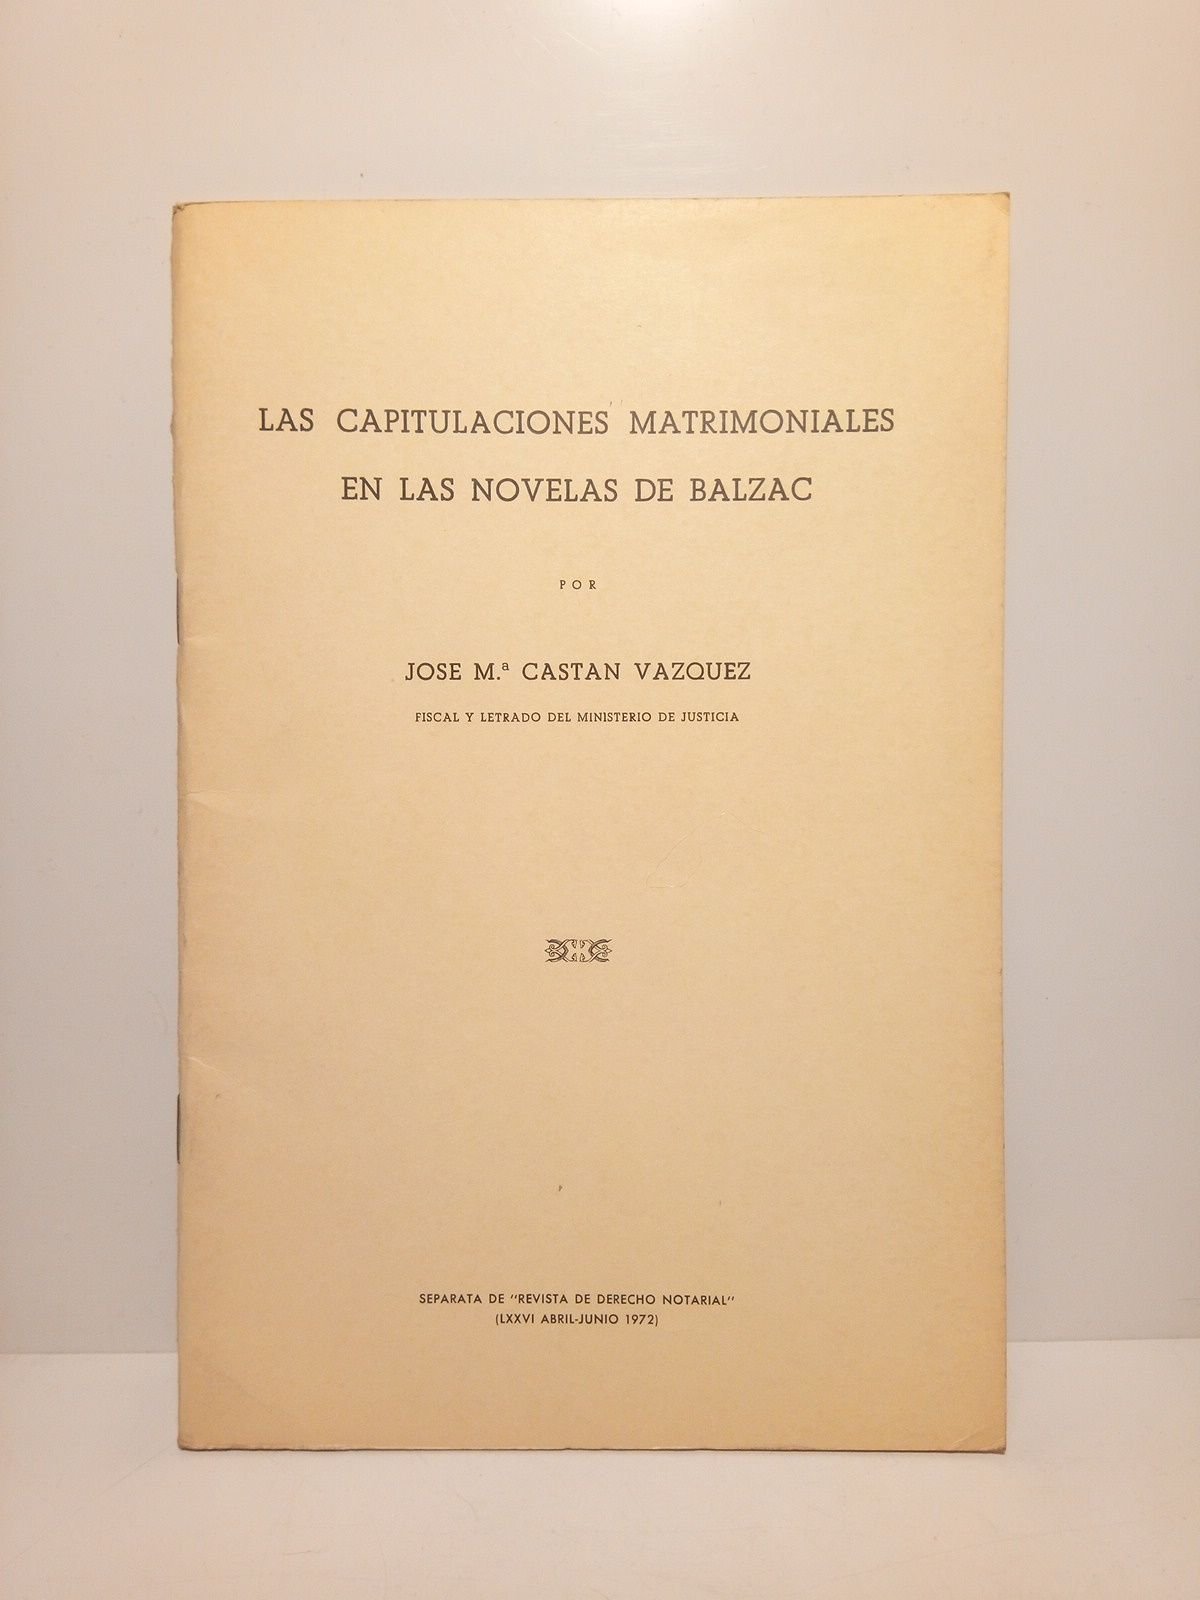 LAS CAPITULACIONES MATRIMONIALES
EN LAS NOVELAS DE BALZAC
POR
JOSE M.ª CASTAN VAZQUEZ
FISCAL Y LETRADO DEL MINISTERIO DE JUSTICIA
SEPARATA DE "REVISTA DE DERECHO NOTARIAL"
(LXXVI ABRIL-JUNIO 1972)